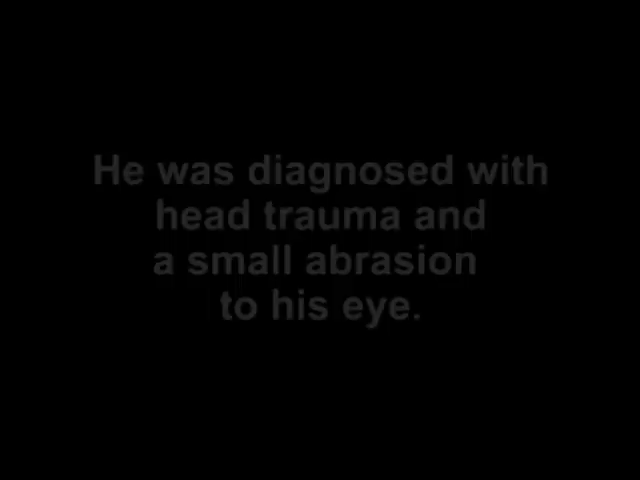 He was diagnosed with
head trauma and
a small abrasion
to his eye.